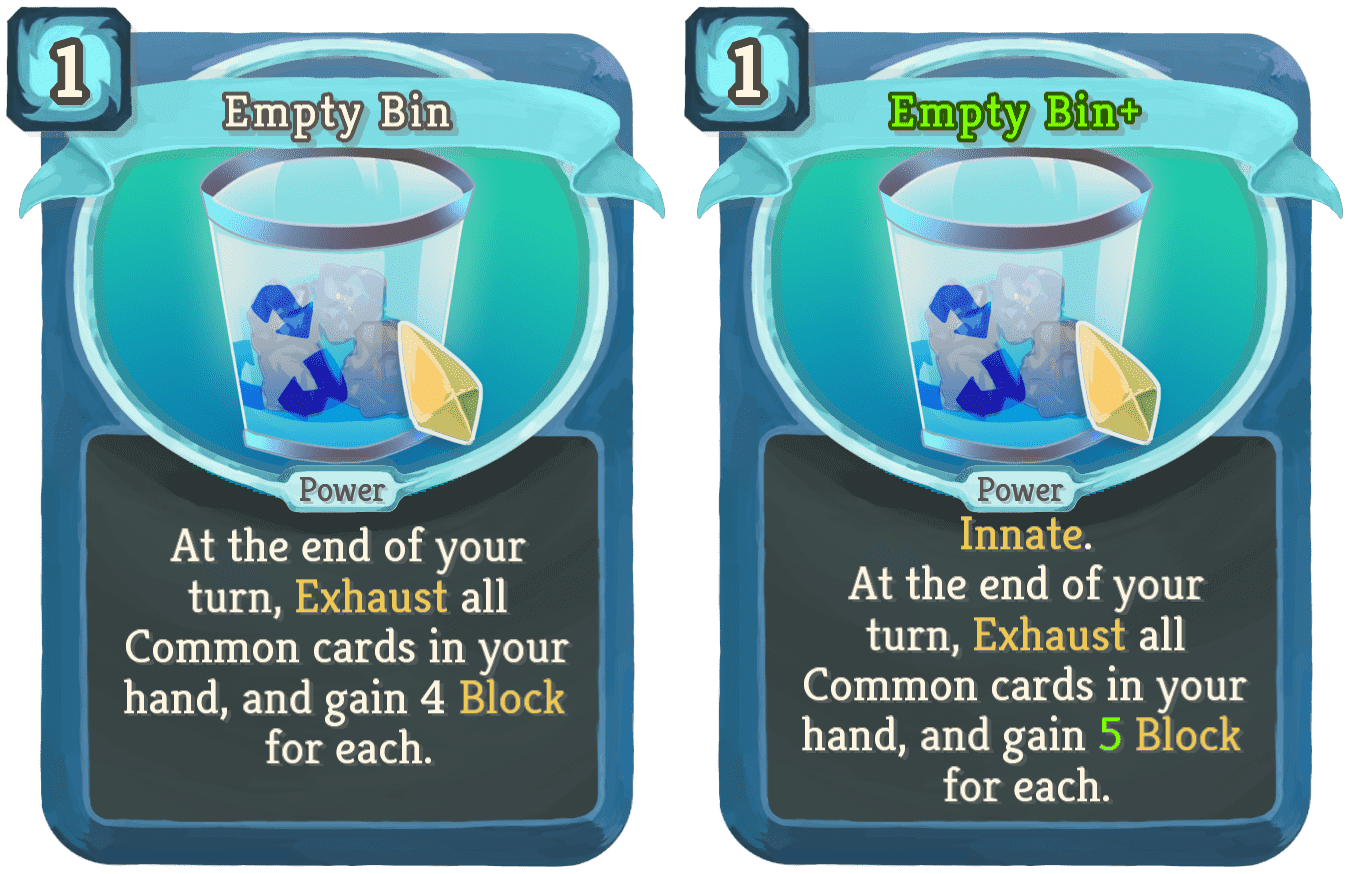 1
Empty Bin
Power
At the end of your
turn, Exhaust all
Common cards in your
hand, and gain 4 Block
for each.
1
Empty Bin+
Power
Innate.
At the end of your
turn, Exhaust all
Common cards in your
hand, and gain 5 Block
for each.